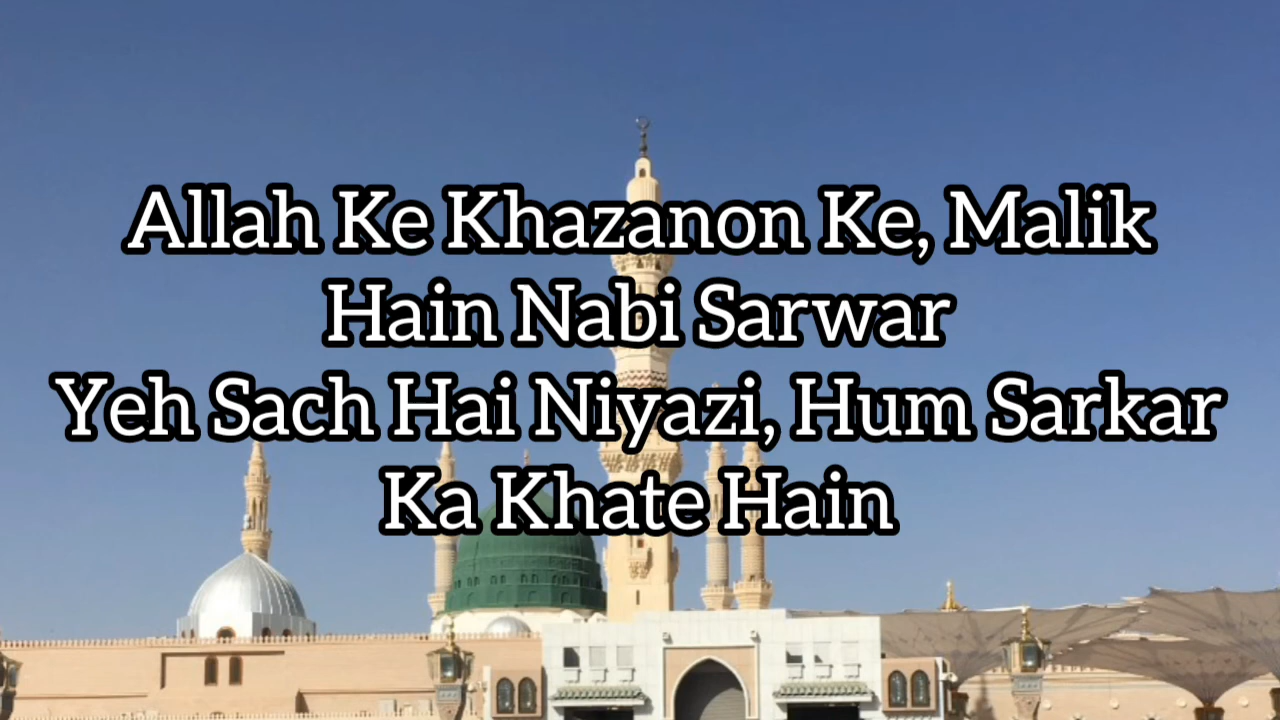 Allah Ke Khazanon Ke, Malik
Hain Nabi Sarwar
Yeh Sach Hai Niyazi, Hum Sarkar
Ka Khate Hain